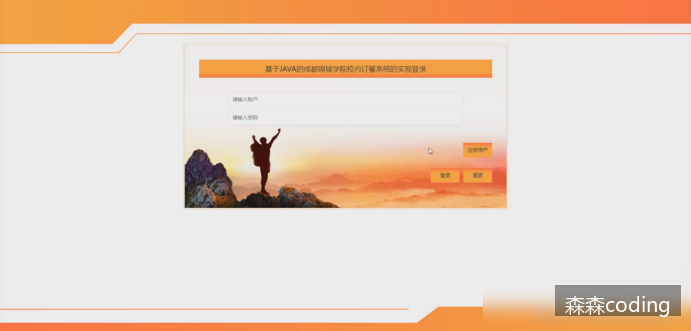 基于JAVA的成都锦城学院校内订餐系统的实现登录
请输入账户
请输入密码
注册用户
登录
重置
森森coding